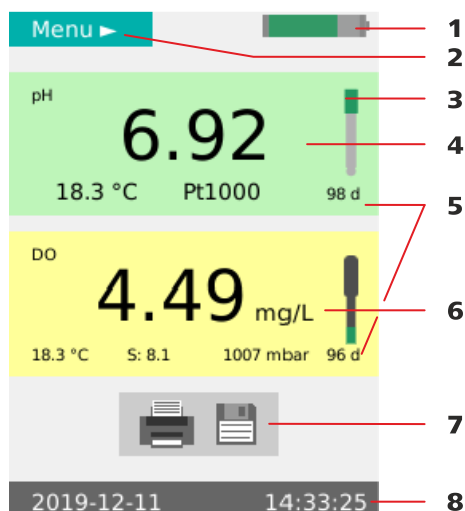 Menu ► 1
2
pH 3
6.92 4
18.3 °C Pt1000 98 d 5
DO
4.49 mg/L 6
18.3 °C S: 8.1 1007 mbar 96 d
7
2019-12-11 14:33:25 8